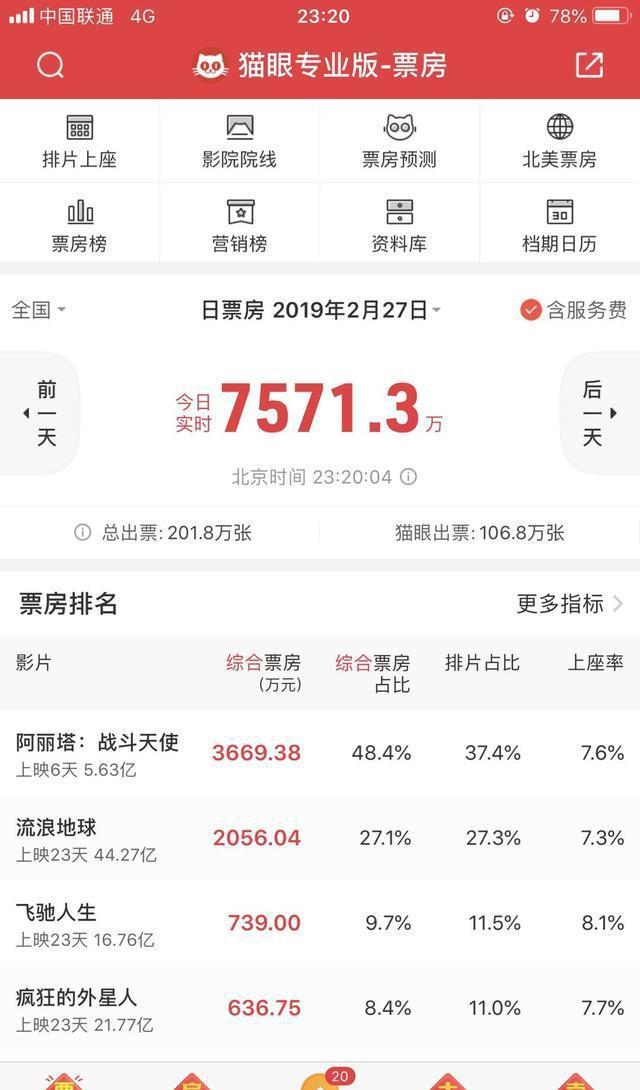 中国联通 4G 23:20 78%
猫眼专业版-票房
排片上座 影院院线 票房预测 北美票房
30
票房榜 营销榜 资料库 档期日历
全国 日票房 2019年2月27日 含服务费
前一天 今日实时 7571.3 万 后一天
北京时间 23:20:04
总出票: 201.8万张 猫眼出票: 106.8万张
票房排名 更多指标
影片 综合票房 (万元) 综合票房占比 排片占比 上座率
阿丽塔：战斗天使 3669.38 48.4% 37.4% 7.6%
上映6天 5.63亿
流浪地球 2056.04 27.1% 27.3% 7.3%
上映23天 44.27亿
飞驰人生 739.00 9.7% 11.5% 8.1%
上映23天 16.76亿
疯狂的外星人 636.75 8.4% 11.0% 7.7%
上映23天 21.77亿
20